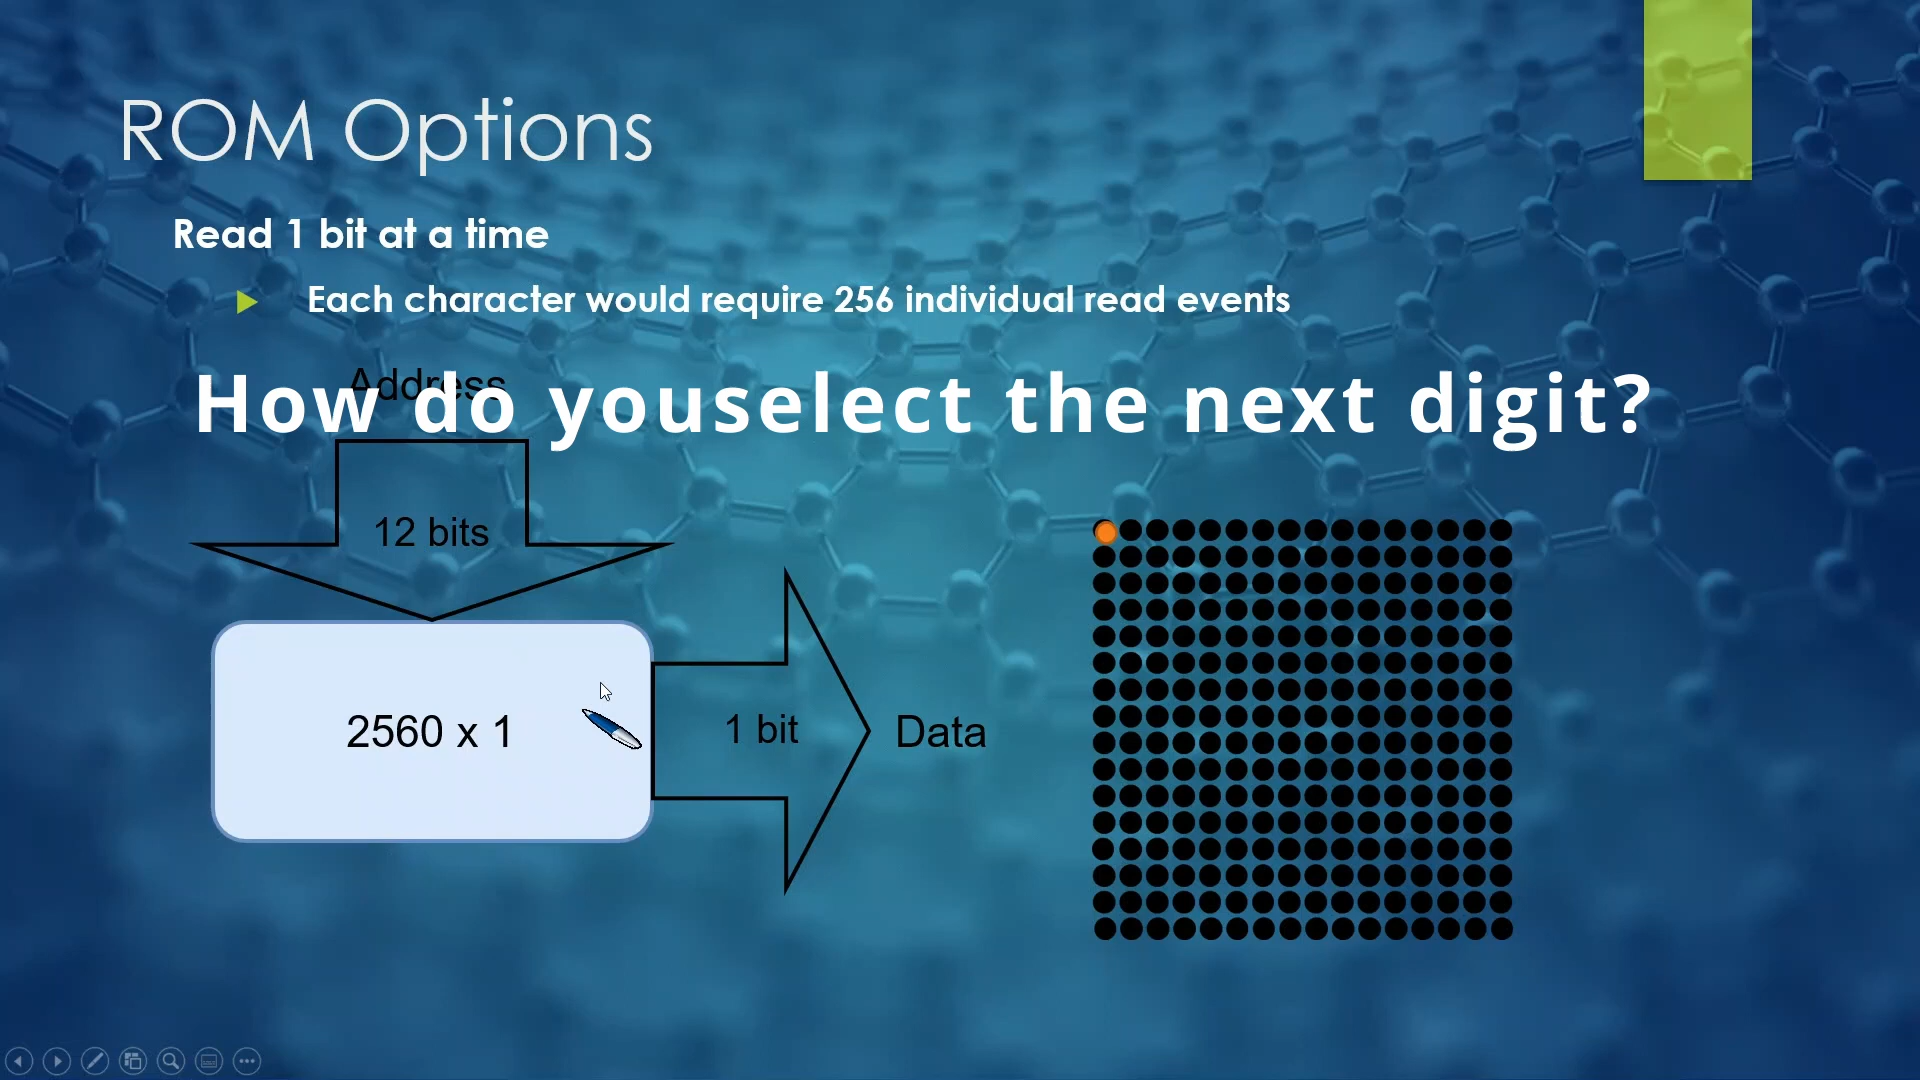 ROM Options
Read 1 bit at a time
Each character would require 256 individual read events
Address
How do youselect the next digit?
12 bits
2560 x 1
1 bit
Data